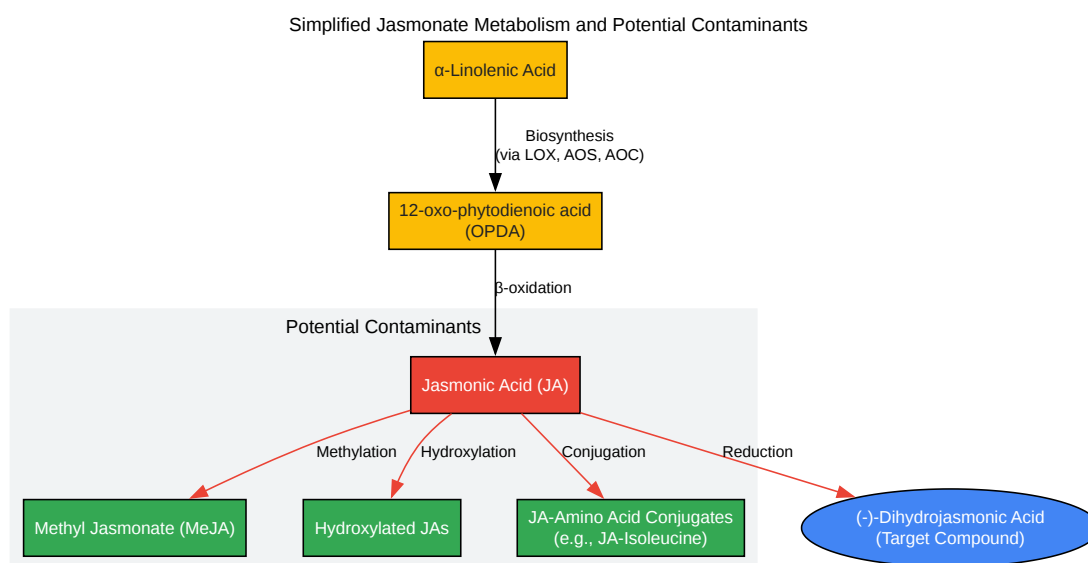 Simplified Jasmonate Metabolism and Potential Contaminants
α-Linolenic Acid
Biosynthesis
(via LOX, AOS, AOC)
12-oxo-phytodienoic acid
(OPDA)
β-oxidation
Potential Contaminants
Jasmonic Acid (JA)
Methylation
Hydroxylation
Conjugation
Reduction
Methyl Jasmonate (MeJA)
Hydroxylated JAs
JA-Amino Acid Conjugates
(e.g., JA-Isoleucine)
(-)-Dihydrojasmonic Acid
(Target Compound)